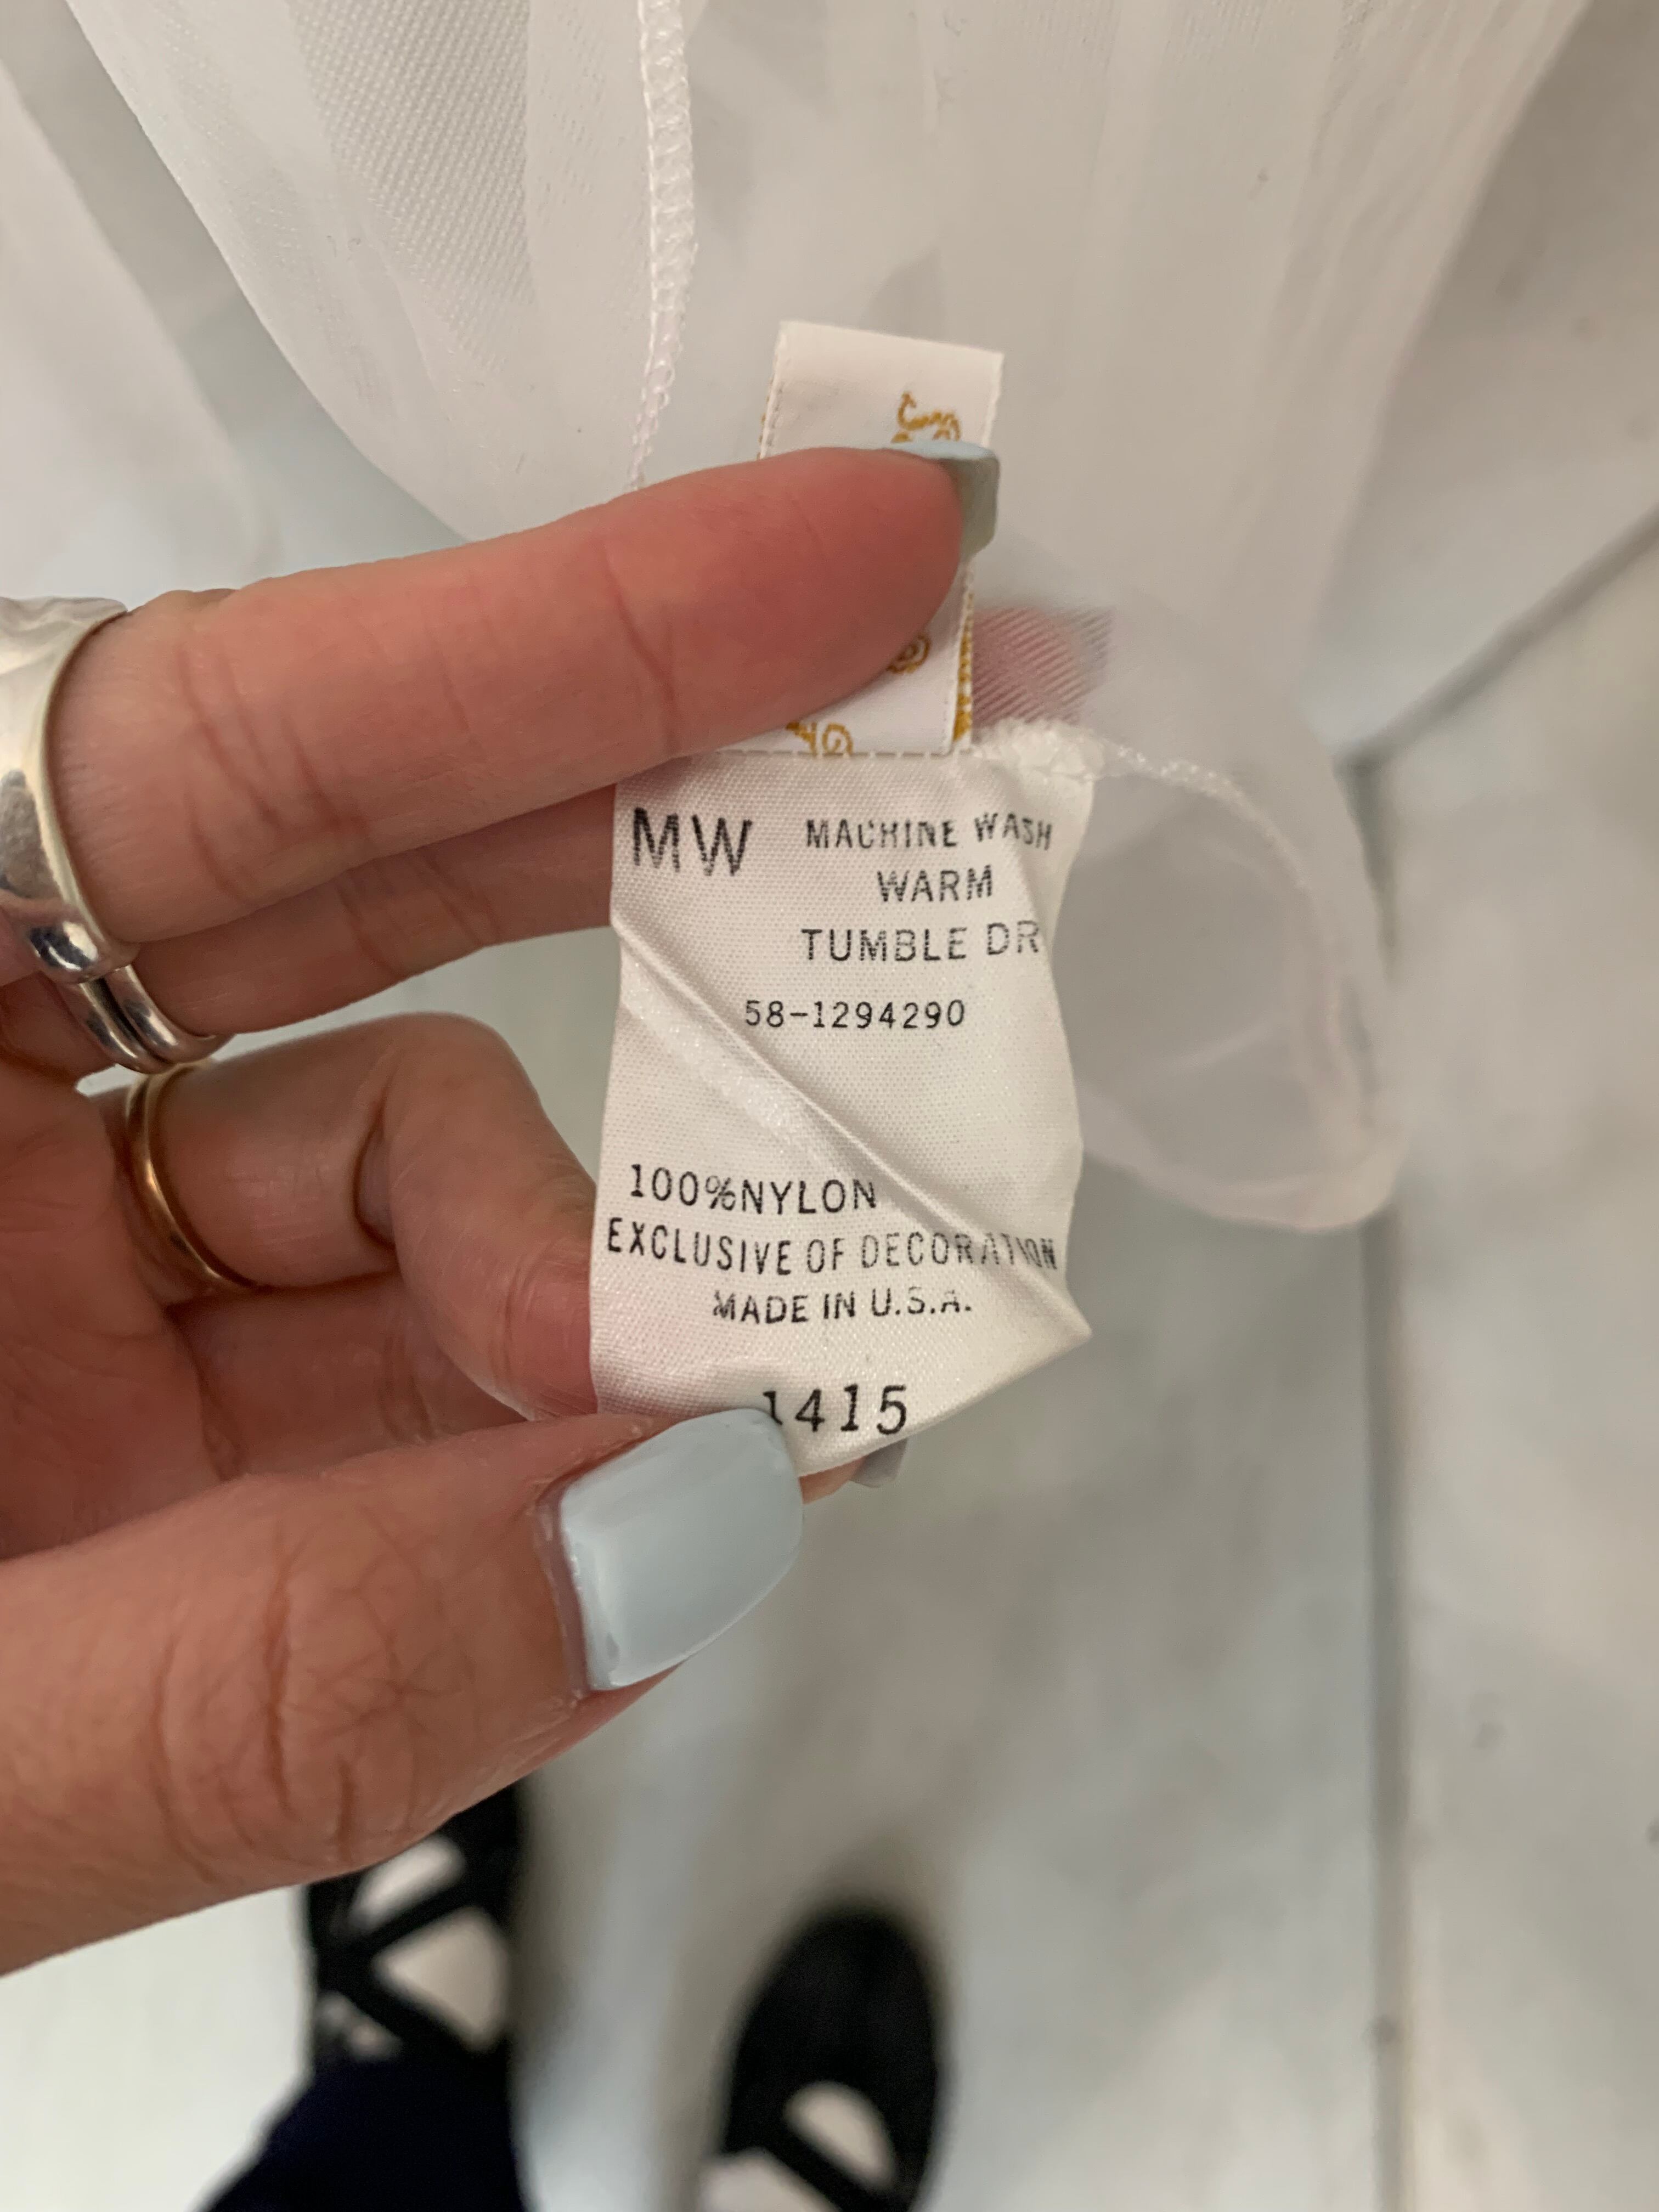 MW MACHINE WASH
WARM
TUMBLE DR
58-1294290
100%NYLON
EXCLUSIVE OF DECORATION
MADE IN U.S.A.
1415